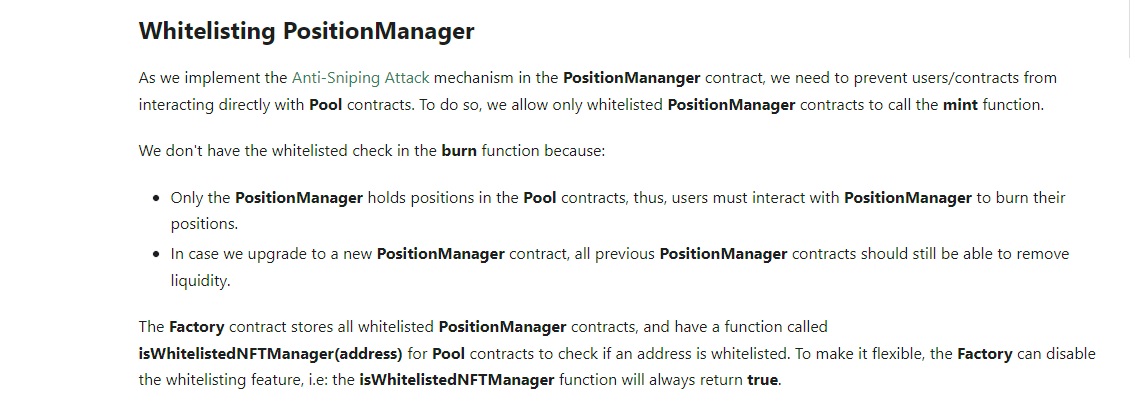 Whitelisting PositionManager
As we implement the Anti-Sniping Attack mechanism in the PositionMananger contract, we need to prevent users/contracts from
interacting directly with Pool contracts. To do so, we allow only whitelisted PositionManager contracts to call the mint function.
We don't have the whitelisted check in the burn function because:
• Only the PositionManager holds positions in the Pool contracts, thus, users must interact with PositionManager to burn their
positions.
• In case we upgrade to a new PositionManager contract, all previous PositionManager contracts should still be able to remove
liquidity.
The Factory contract stores all whitelisted PositionManager contracts, and have a function called
isWhitelistedNFTManager(address) for Pool contracts to check if an address is whitelisted. To make it flexible, the Factory can disable
the whitelisting feature, i.e: the isWhitelistedNFTManager function will always return true.